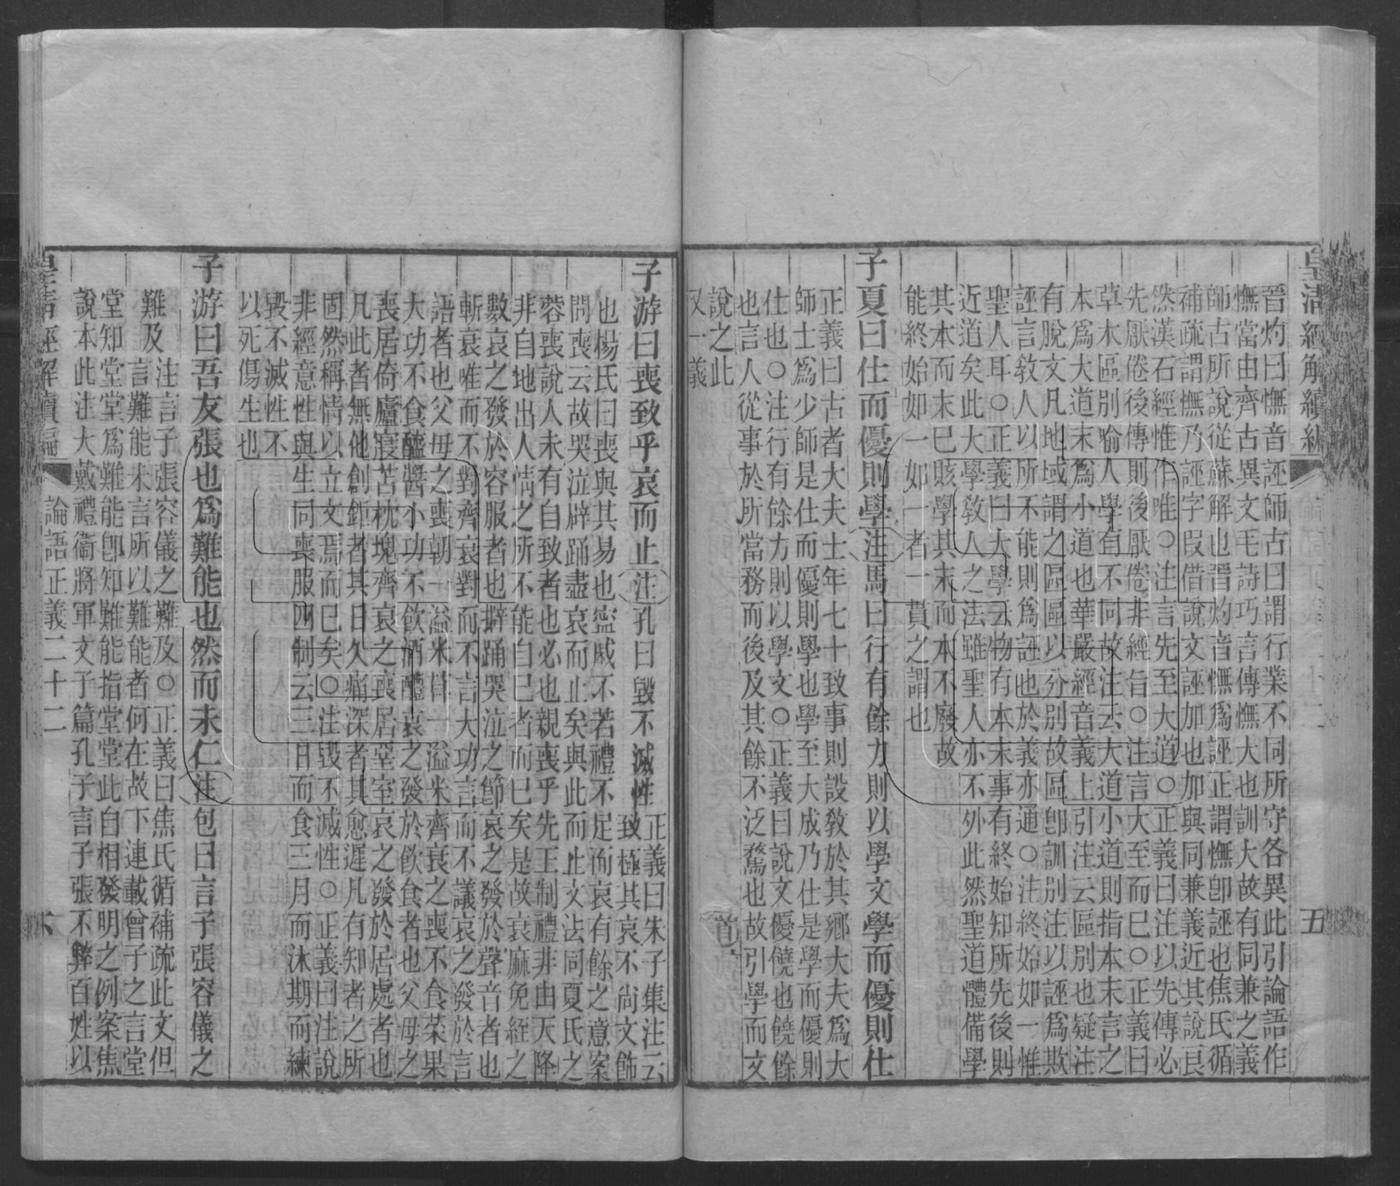 皇清經解續編
五
晉灼曰憮音誣師古曰謂行業不同所守各異此引論語作
憮當由齊古異文毛詩巧言傳憮大也訓大故有同兼之義
師古所說從蘇解也晉灼音憮爲誣正謂憮卽誣也焦氏循
補疏謂憮乃誣字叚借說文誣加也加與同兼義近其說良
然漢石經惟作唯○注言先至大道○正義曰注以先傳必
先厭倦後傳則後厭倦非經旨○注言大至而已○正義曰
草木區別喻人學有不同故注云大道小道則指本末言之
本爲大道末爲小道也華嚴經音義上引注云區別也疑注
有脫文凡地域謂之區區以分別故區卽訓別注以誣爲欺
誣言敎人以所不能則爲誣也於義亦通○注終始如一惟
聖人耳○正義曰大學云物有本末事有終始知所先後則
近道矣此大學敎人之法雖聖人亦不外此然聖道體備學
其本而末已賅學其末而本不廢故
能終始如一如一者一貫之謂也
子夏曰仕而優則學注馬曰行有餘力則以學文學而優則仕
正義曰古者大夫士年七十致事則設敎於其鄕大夫爲大
師士爲少師是仕而優則學也學至大成乃仕是學而優則
仕也○注行有餘力則以學文○正義曰說文優饒也饒餘
也言人從事於所當務而後及其餘不泛騖也故引學而文
說之此
又一義
子游曰喪致乎哀而止注孔曰毀不滅性
正義曰朱子集注云
致極其哀不尚文飾
也楊氏曰喪與其易也寍戚不若禮不足而哀有餘之意案
問喪云故哭泣辟踊盡哀而止矣與此而止文法同夏氏之
蓉喪說人未有自致者也必也親喪乎先王制禮非由天降
非自地出人情之所不能自已者而已矣是故衰麻免絰之
數哀之發於容服者也擗踊哭泣之節哀之發於聲音者也
斬衰唯而不對齊衰對而不言大功言而不議哀之發於言
語者也父母之喪朝一溢米莫一溢米齊衰之喪不食菜果
大功不食醯醬小功不飮酒醴哀之發於飮食者也父母之
喪居倚廬寢苫枕塊齊衰之喪居堊室哀之發於居處者也
凡此者無他創鉅者其日久痛深者其愈遲凡有知者之所
固然稱情以立文焉而已矣○注毀不滅性○正義曰注說
非經意性與生同喪服四制云三日而食三月而沐期而練
毀不滅性不
以死傷生也
子游曰吾友張也爲難能也然而未仁注包曰言子張容儀之
難及
注言子張容儀之難及○正義曰焦氏循補疏此文但
言難能未言所以難能者何在故下連載曾子之言堂
堂知堂堂爲難能卽知難能指堂堂此自相發明之例案焦
說本此注大戴禮衞將軍文子篇孔子言子張不弊百姓以
皇清經解續編
論語正義二十二